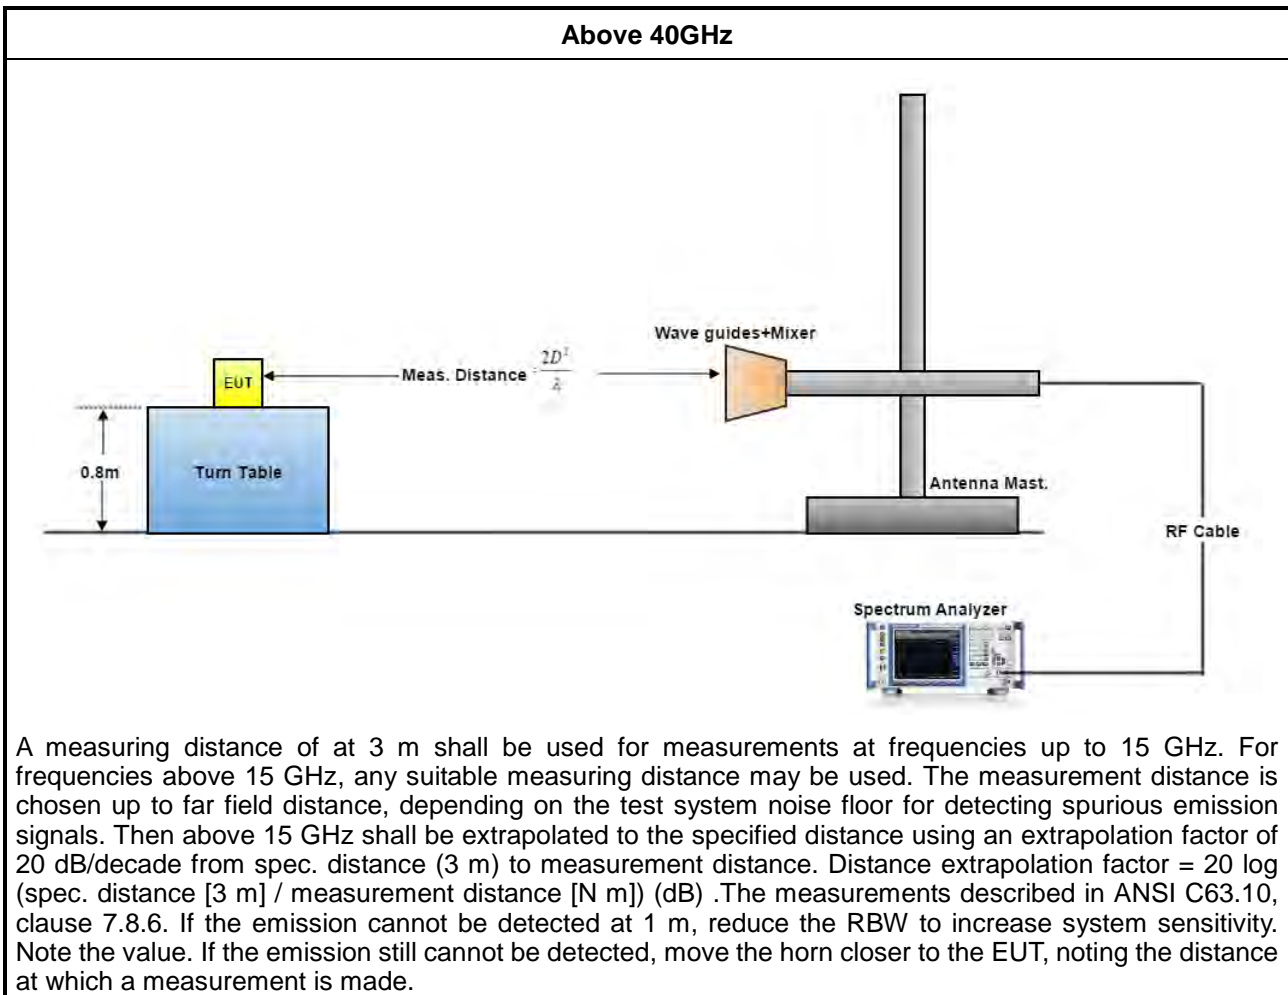 Above 40GHz
Wave guides+Mixer
EUT
Meas. Distance : 2D²/λ
0.8m
Turn Table
Antenna Mast.
RF Cable
Spectrum Analyzer
A measuring distance of at 3 m shall be used for measurements at frequencies up to 15 GHz. For
frequencies above 15 GHz, any suitable measuring distance may be used. The measurement distance is
chosen up to far field distance, depending on the test system noise floor for detecting spurious emission
signals. Then above 15 GHz shall be extrapolated to the specified distance using an extrapolation factor of
20 dB/decade from spec. distance (3 m) to measurement distance. Distance extrapolation factor = 20 log
(spec. distance [3 m] / measurement distance [N m]) (dB) .The measurements described in ANSI C63.10,
clause 7.8.6. If the emission cannot be detected at 1 m, reduce the RBW to increase system sensitivity.
Note the value. If the emission still cannot be detected, move the horn closer to the EUT, noting the distance
at which a measurement is made.